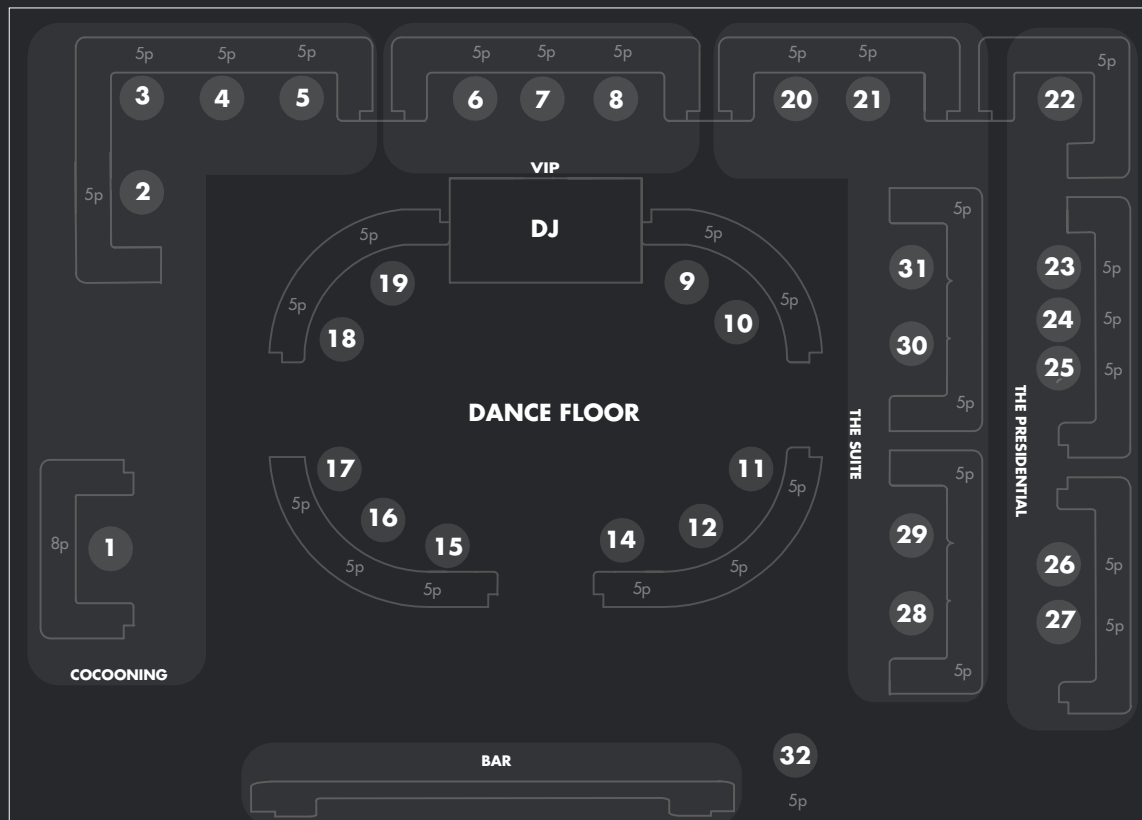 5p 5p 5p 5p 5p 5p 5p 5p 5p
3 4 5 6 7 8 20 21 22
VIP
5p 2
DJ
5p 5p 5p
19 9 31 23 5p
5p 18 10 5p 30 24 5p
25 5p
DANCE FLOOR
5p
THE SUITE
THE PRESIDENTIAL
17 11 5p 5p
5p 16 12 29
8p 1 15 14 26 5p
5p 5p 5p 5p
28 27 5p
COCOONING
5p
BAR
32
5p